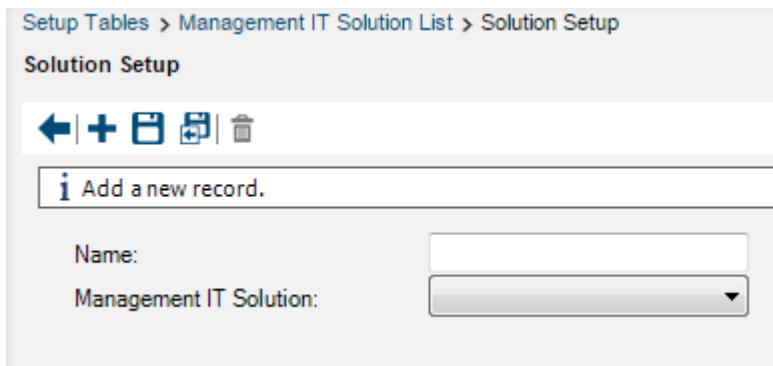 Setup Tables > Management IT Solution List > Solution Setup
Solution Setup
i Add a new record.
Name:
Management IT Solution: